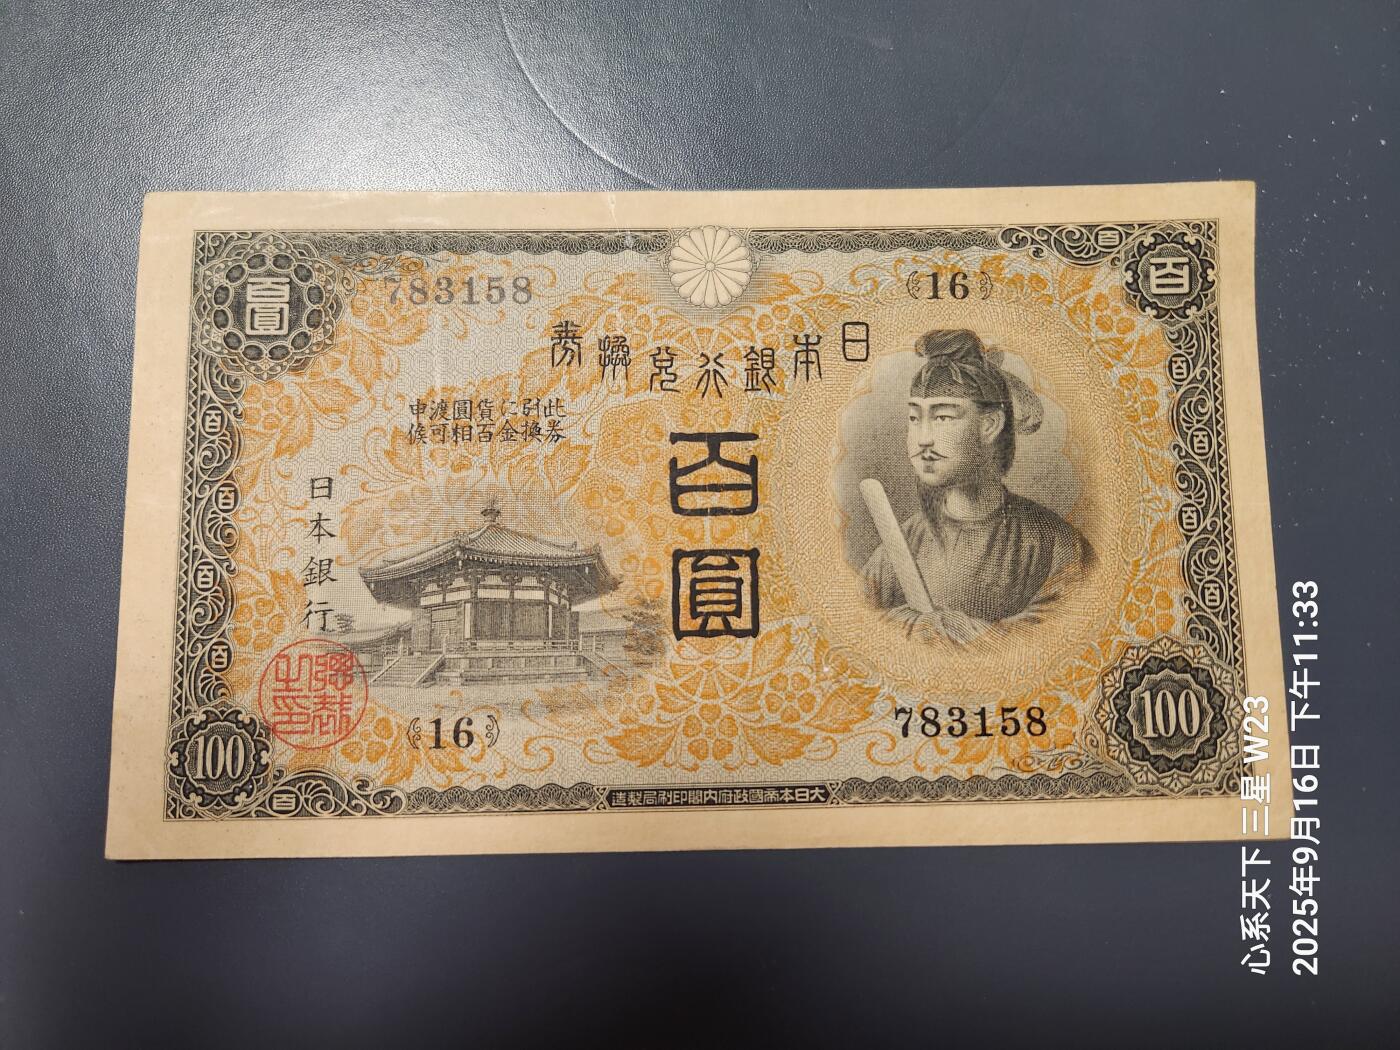 百圓
783158
(16)
百
日本銀行兌換券
此券引換に金貨百圓相渡可申候
百圓
日本銀行
(16)
783158
100
100
大日本帝國政府内閣印刷局製造
心系天下 三星 W23
2025年9月16日 下午11:33